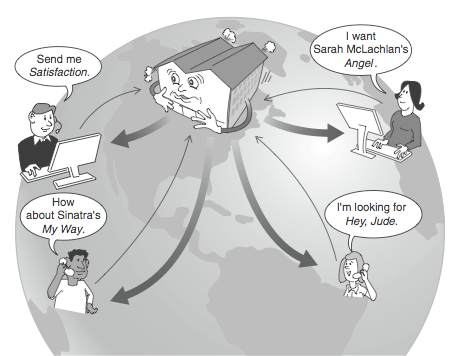 Send me
Satisfaction.
I want
Sarah McLachlan's
Angel.
How
about Sinatra's
My Way.
I'm looking for
Hey, Jude.